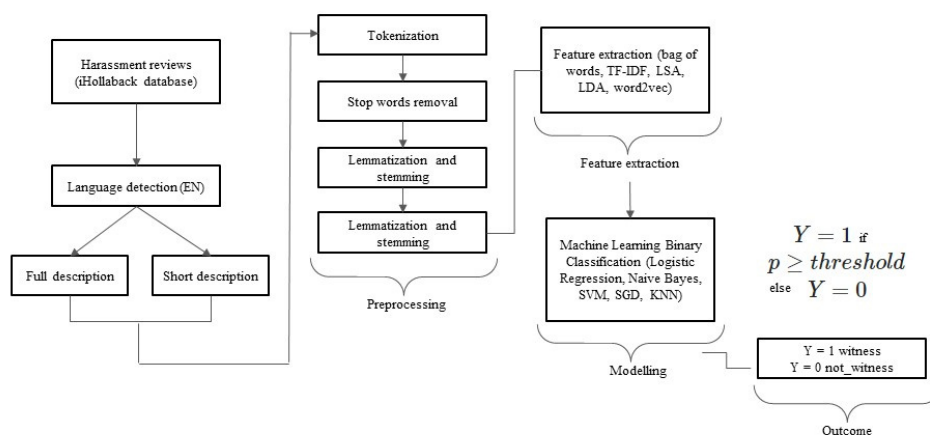 Harassment reviews
(iHollaback database)
Language detection (EN)
Full description
Short description
Tokenization
Stop words removal
Lemmatization and
stemming
Lemmatization and
stemming
Preprocessing
Feature extraction (bag of
words, TF-IDF, LSA,
LDA, word2vec)
Feature extraction
Machine Learning Binary
Classification (Logistic
Regression, Naive Bayes,
SVM, SGD, KNN)
Modelling
Y = 1 if
p ≥ threshold
else Y = 0
Y = 1 witness
Y = 0 not_witness
Outcome